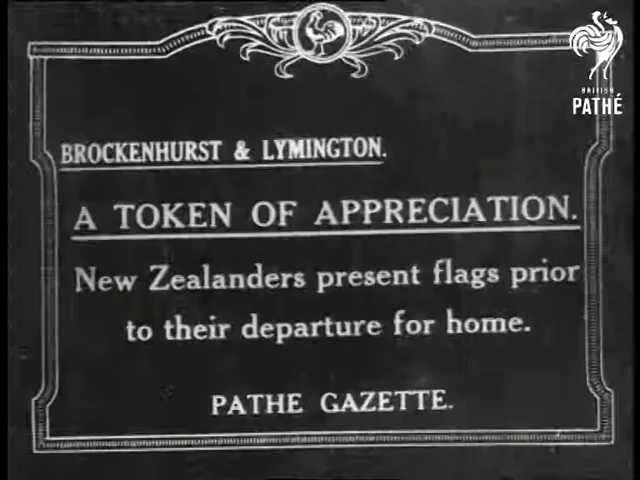 BRITISH
PATHÉ
BROCKENHURST & LYMINGTON.
A TOKEN OF APPRECIATION.
New Zealanders present flags prior
to their departure for home.
PATHE GAZETTE.